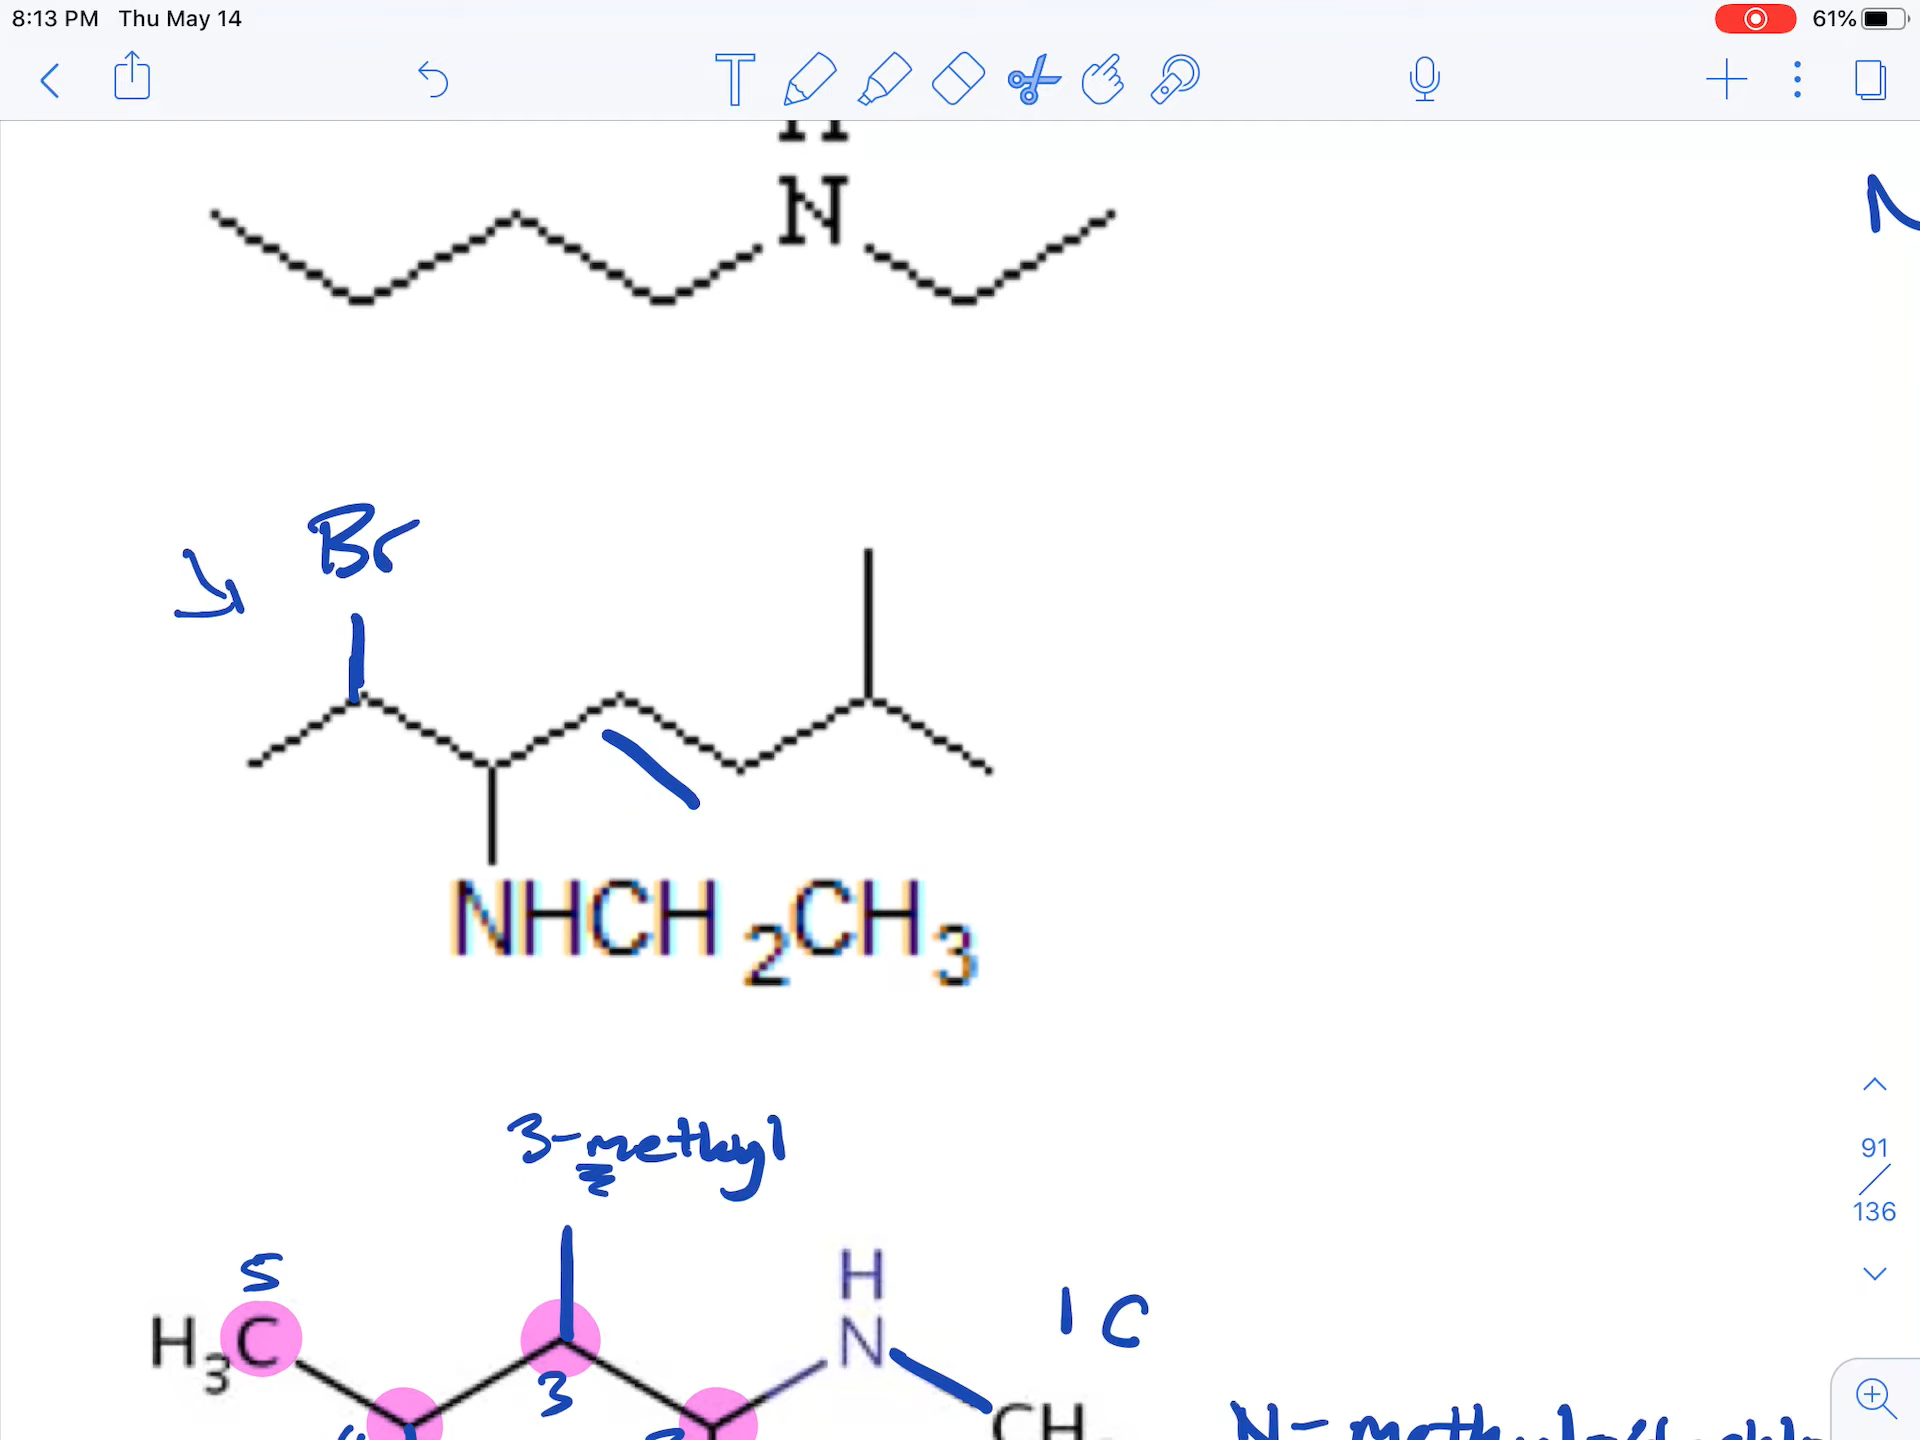 8:13 PM Thu May 14
61%
T
H
N
Br
NHCH2CH3
91
136
3-methyl
5
H
H3C
N
1 C
3
CH
N-